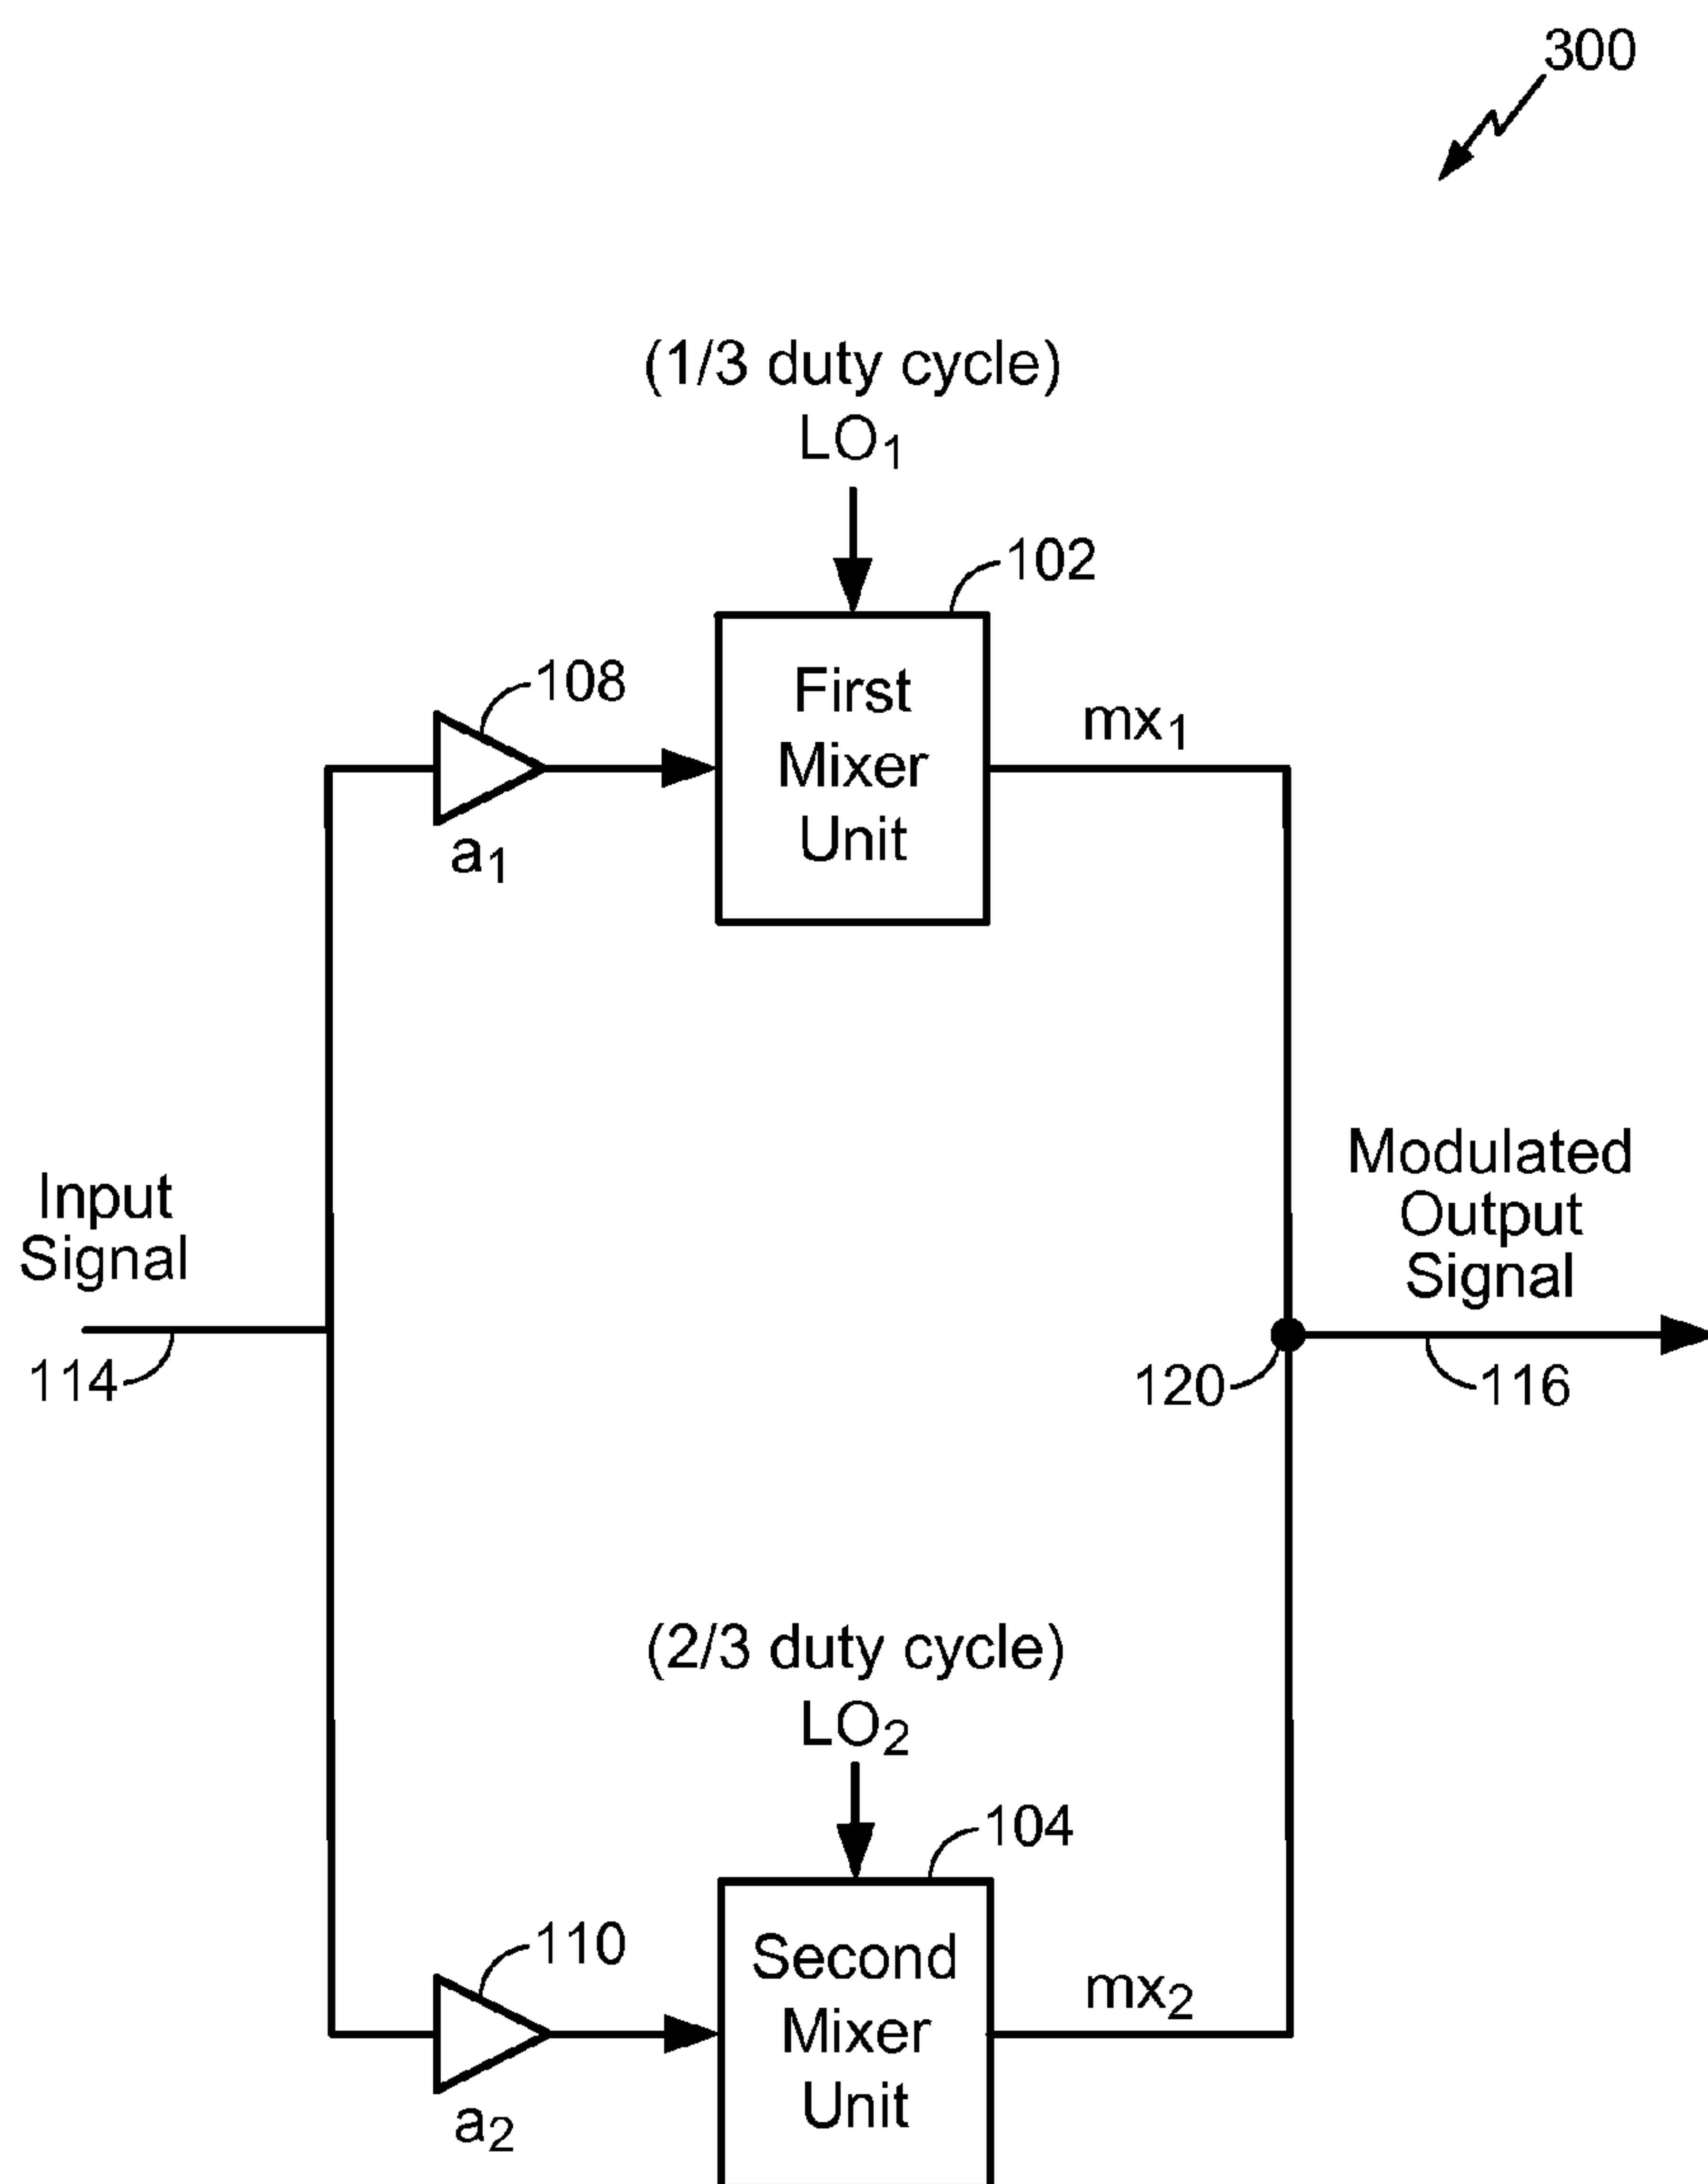 300
(1/3 duty cycle)
LO1
102
108
First
Mixer
Unit
mx1
a1
Input
Signal
114
Modulated
Output
Signal
120
116
(2/3 duty cycle)
LO2
104
110
Second
Mixer
Unit
mx2
a2